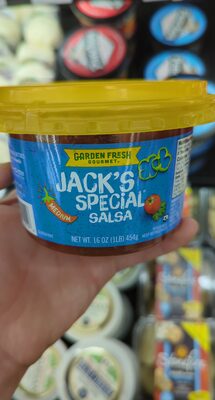 GARDEN FRESH
GOURMET
JACK'S
SPECIAL
SALSA
MEDIUM
NET WT. 16 OZ (1LB) 454g